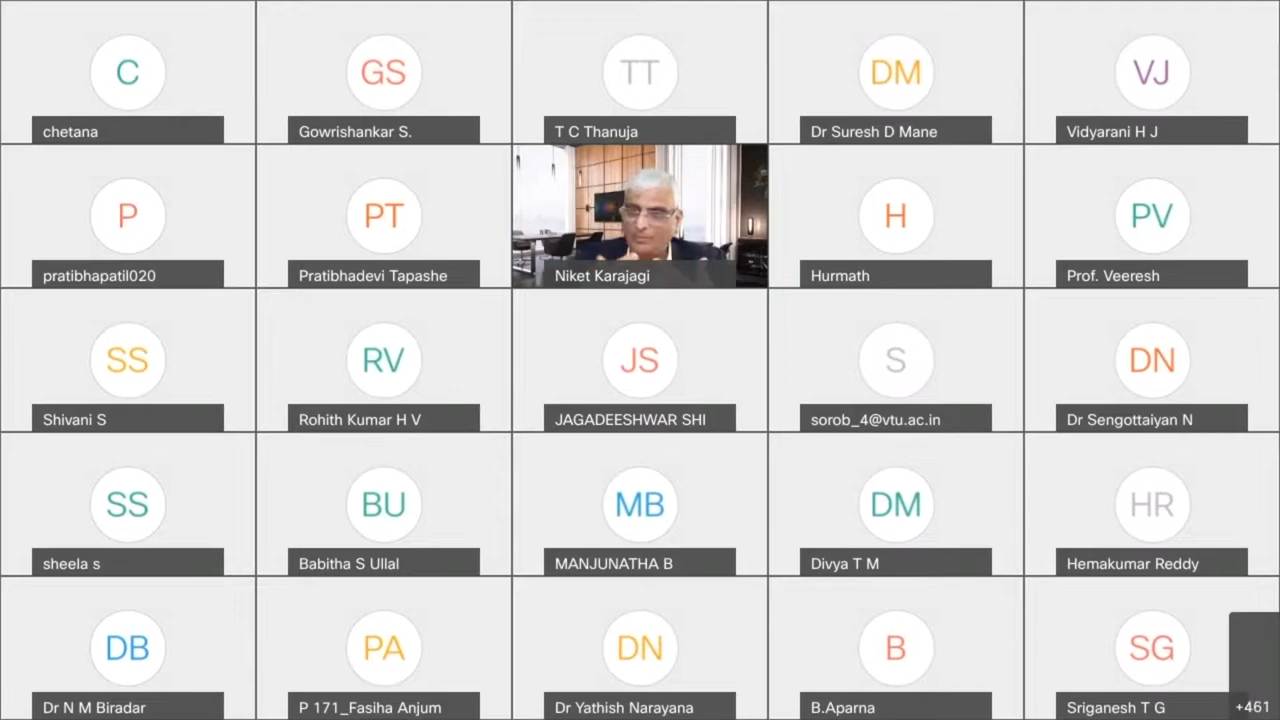 C
GS
TT
DM
VJ
chetana
Gowrishankar S.
T C Thanuja
Dr Suresh D Mane
Vidyarani H J
P
PT
H
PV
pratibhapatil020
Pratibhadevi Tapashe
Niket Karajagi
Hurmath
Prof. Veeresh
SS
RV
JS
S
DN
Shivani S
Rohith Kumar H V
JAGADEESHWAR SHI
sorob_4@vtu.ac.in
Dr Sengottaiyan N
SS
BU
MB
DM
HR
sheela s
Babitha S Ullal
MANJUNATHA B
Divya T M
Hemakumar Reddy
DB
PA
DN
B
SG
Dr N M Biradar
P 171_Fasiha Anjum
Dr Yathish Narayana
B.Aparna
Sriganesh T G
+461